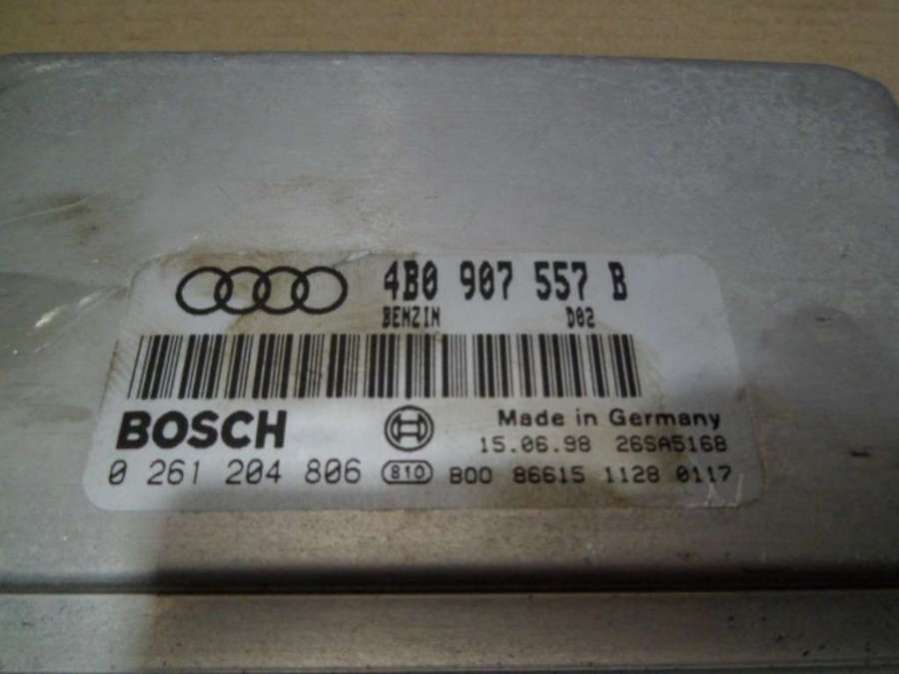 4B0 907 557 B
BENZIN D02
BOSCH
Made in Germany
15.06.98 26SA5168
0 261 204 806 810 800 86615 1128 0117